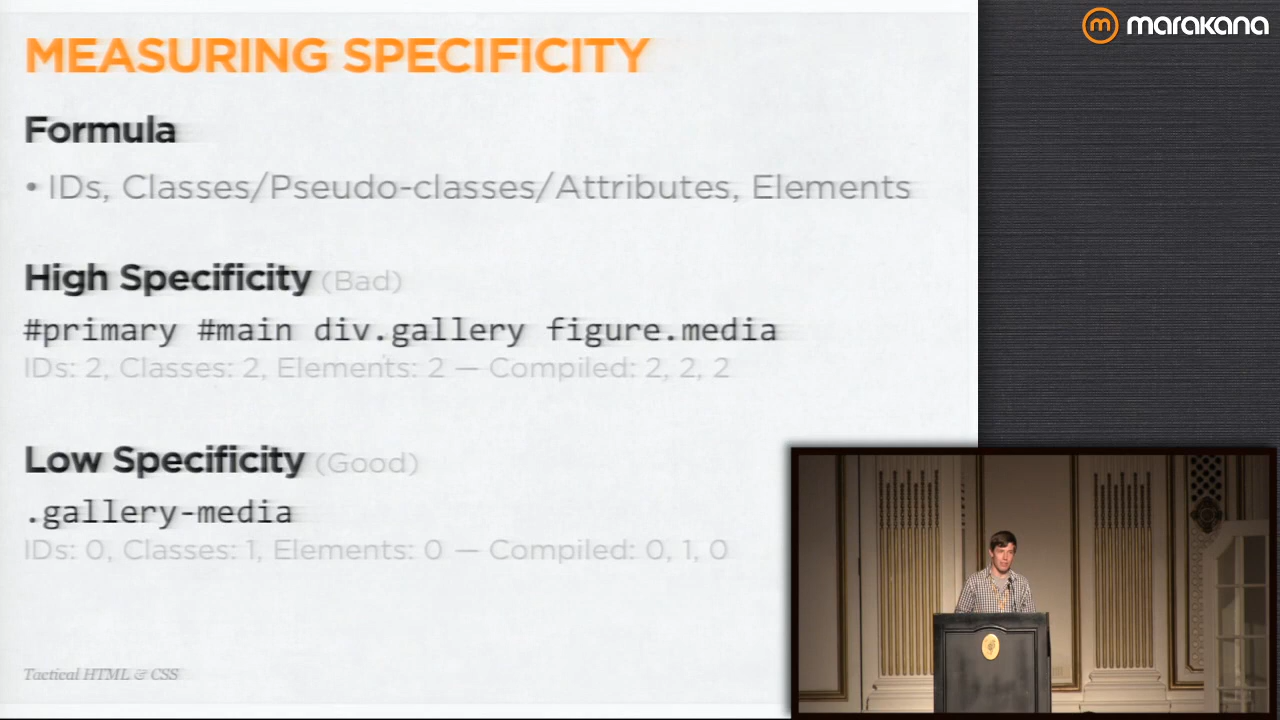 MEASURING SPECIFICITY
marakana
Formula
• IDs, Classes/Pseudo-classes/Attributes, Elements
High Specificity (Bad)
#primary #main div.gallery figure.media
IDs: 2, Classes: 2, Elements: 2 — Compiled: 2, 2, 2
Low Specificity (Good)
.gallery-media
IDs: 0, Classes: 1, Elements: 0 — Compiled: 0, 1, 0
Tactical HTML & CSS